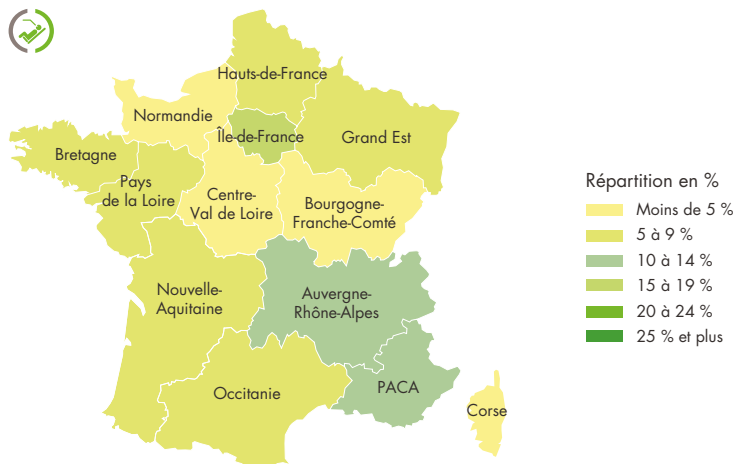 Hauts-de-France
Normandie
Île-de-France
Grand Est
Bretagne
Pays
de la Loire
Centre-
Val de Loire
Bourgogne-
Franche-Comté
Nouvelle-
Aquitaine
Auvergne-
Rhône-Alpes
Occitanie
PACA
Corse
Répartition en %
Moins de 5 %
5 à 9 %
10 à 14 %
15 à 19 %
20 à 24 %
25 % et plus